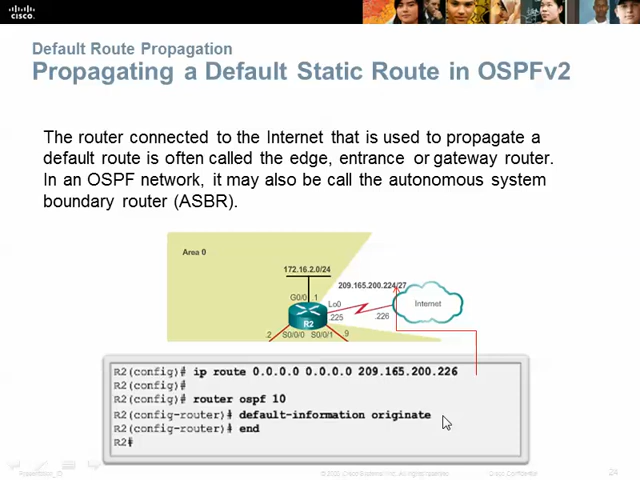 CISCO.
Default Route Propagation
Propagating a Default Static Route in OSPFv2
The router connected to the Internet that is used to propagate a
default route is often called the edge, entrance or gateway router.
In an OSPF network, it may also be call the autonomous system
boundary router (ASBR).
Area 0
172.16.2.0/24
209.165.200.224/27
G0/0 .1
Lo0
Internet
R2
.225
.226
.2 S0/0/0 S0/0/1 .9
R2(config)# ip route 0.0.0.0 0.0.0.0 209.165.200.226
R2(config)#
R2(config)# router ospf 10
R2(config-router)# default-information originate
R2(config-router)# end
R2#
Presentation_ID
Cisco Confidential
24